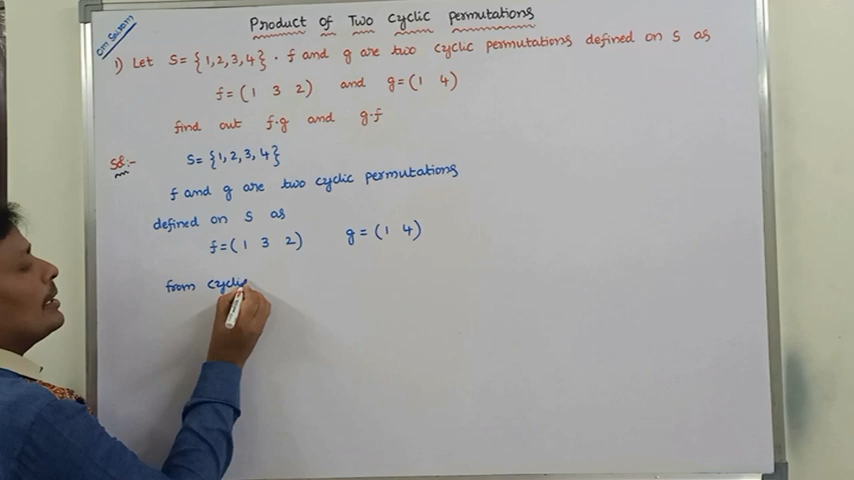 Product of Two Cyclic Permutations
Om Sairam
1) Let S = {1,2,3,4} . f and g are two cyclic permutations defined on S as
f = (1 3 2) and g = (1 4)
find out f.g and g.f
Sol:- S = {1,2,3,4}
f and g are two cyclic permutations
defined on S as
f = (1 3 2) g = (1 4)
from cyclic